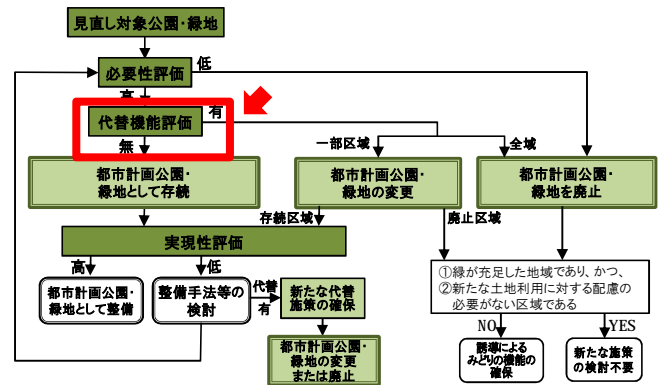 見直し対象公園・緑地
必要性評価
低
高
代替機能評価
有
無
一部区域
全域
都市計画公園・
緑地として存続
都市計画公園・
緑地の変更
都市計画公園・
緑地を廃止
存続区域
廃止区域
実現性評価
高
低
都市計画公園・
緑地として整備
整備手法等の
検討
代替
有
新たな代替
施策の確保
①緑が充足した地域であり、かつ、
②新たな土地利用に対する配慮の
必要がない区域である
NO
YES
都市計画公園・
緑地の変更
または廃止
誘導による
みどりの機能の
確保
新たな施策
の検討不要